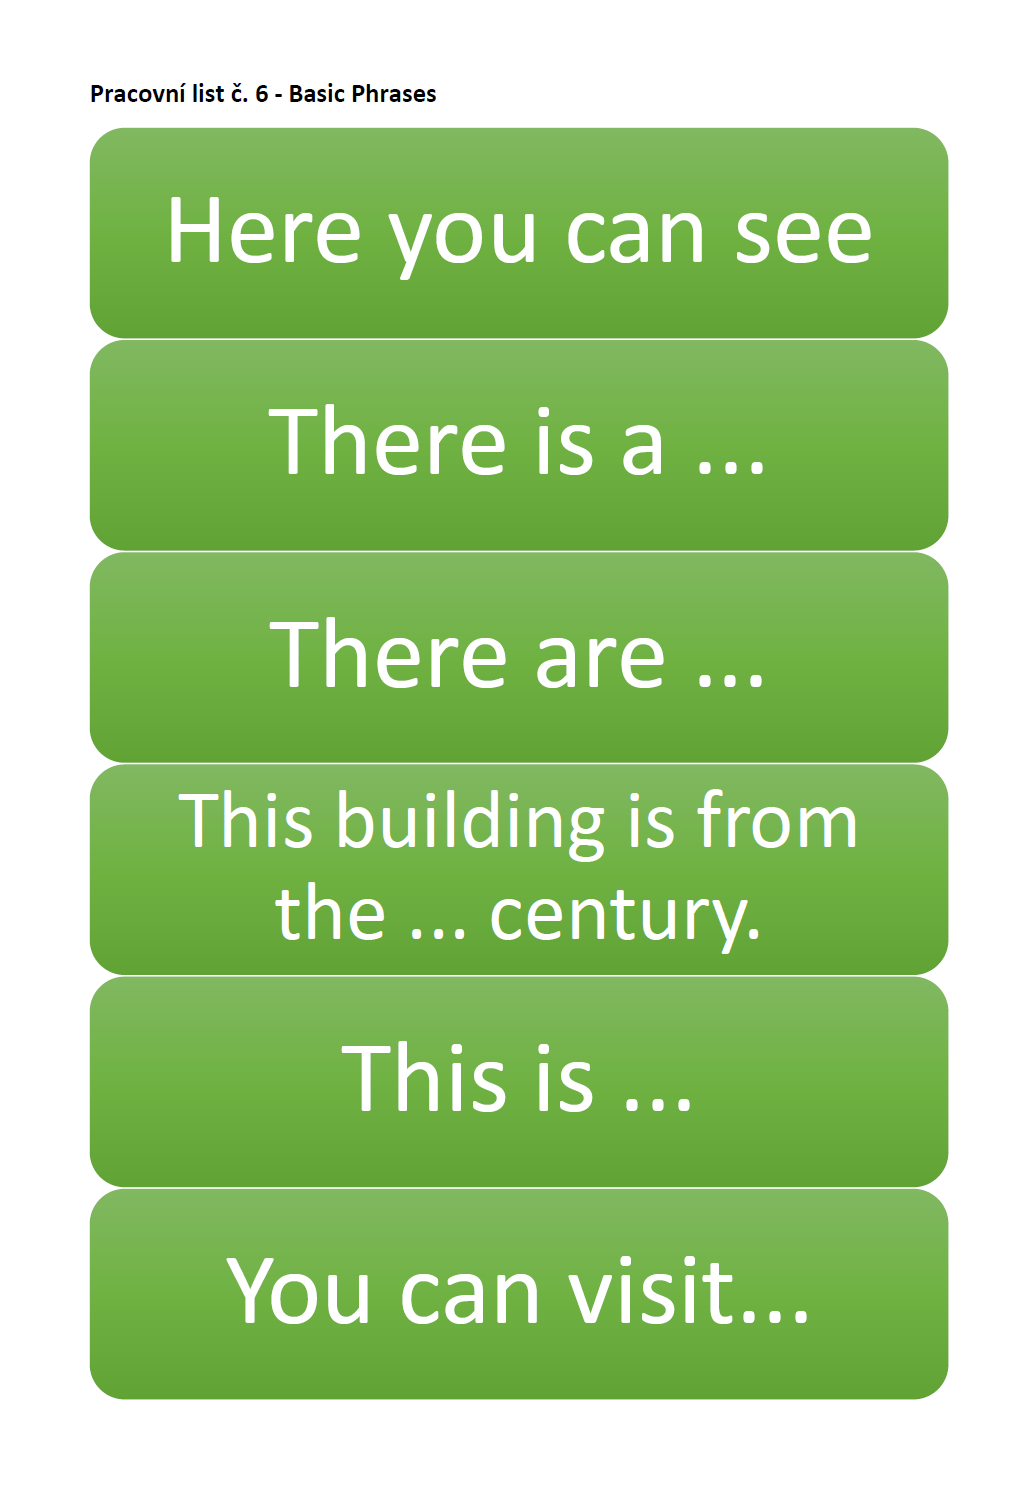 Pracovní list č. 6 - Basic Phrases
Here you can see
There is a ...
There are ...
This building is from
the ... century.
This is ...
You can visit...